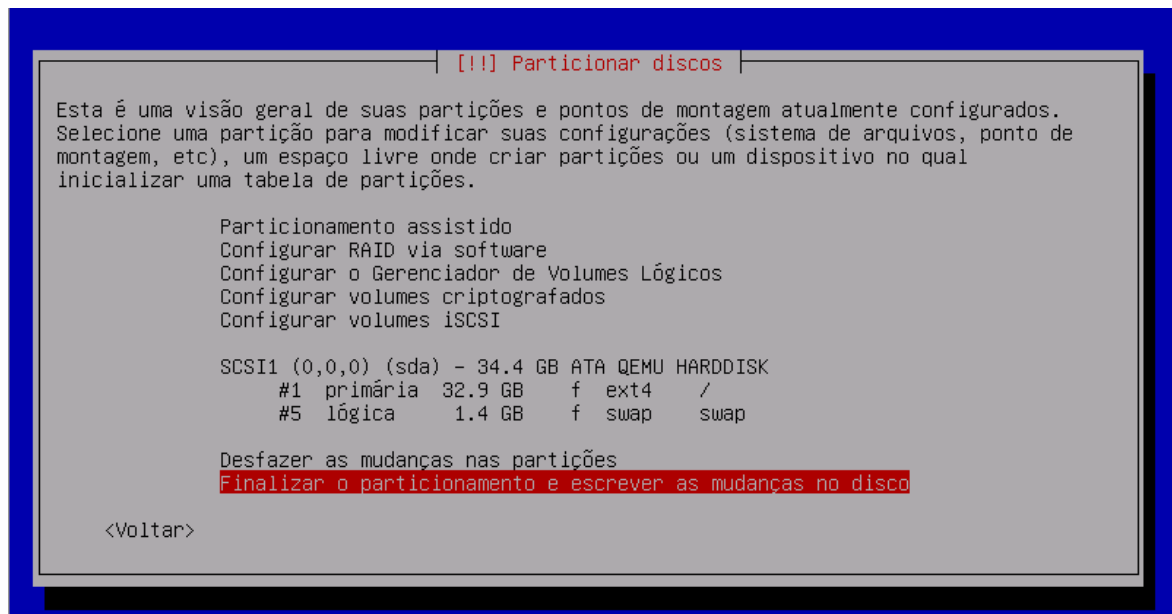 [!!] Particionar discos
Esta é uma visão geral de suas partições e pontos de montagem atualmente configurados.
Selecione uma partição para modificar suas configurações (sistema de arquivos, ponto de
montagem, etc), um espaço livre onde criar partições ou um dispositivo no qual
inicializar uma tabela de partições.
Particionamento assistido
Configurar RAID via software
Configurar o Gerenciador de Volumes Lógicos
Configurar volumes criptografados
Configurar volumes iSCSI
SCSI1 (0,0,0) (sda) – 34.4 GB ATA QEMU HARDDISK
#1 primária 32.9 GB f ext4 /
#5 lógica 1.4 GB f swap swap
Desfazer as mudanças nas partições
Finalizar o particionamento e escrever as mudanças no disco
<Voltar>